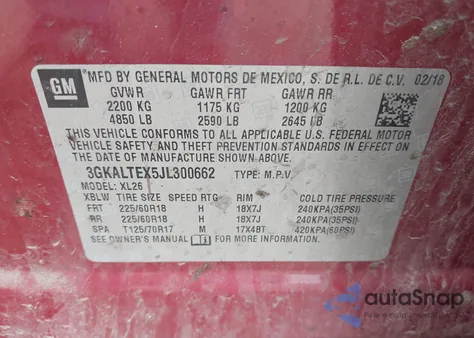 GM
MFD BY GENERAL MOTORS DE MEXICO, S. DE R.L. DE C.V. 02/18
GVWR GAWR FRT GAWR RR
2200 KG 1175 KG 1200 KG
4850 LB 2590 LB 2645 LB
THIS VEHICLE CONFORMS TO ALL APPLICABLE U.S. FEDERAL MOTOR
VEHICLE SAFETY AND THEFT PREVENTION STANDARDS IN EFFECT ON
THE DATE OF MANUFACTURE SHOWN ABOVE.
3GKALTEX5JL300662 TYPE: M.P.V.
MODEL: XL26
XBLW TIRE SIZE SPEED RTG RIM COLD TIRE PRESSURE
FRT 225/60R18 H 18X7J 240KPA(35PSI)
RR 225/60R18 H 18X7J 240KPA(35PSI)
SPA T125/70R17 M 17X4BT 420KPA(60PSI)
SEE OWNER'S MANUAL FOR MORE INFORMATION.
autoSnap